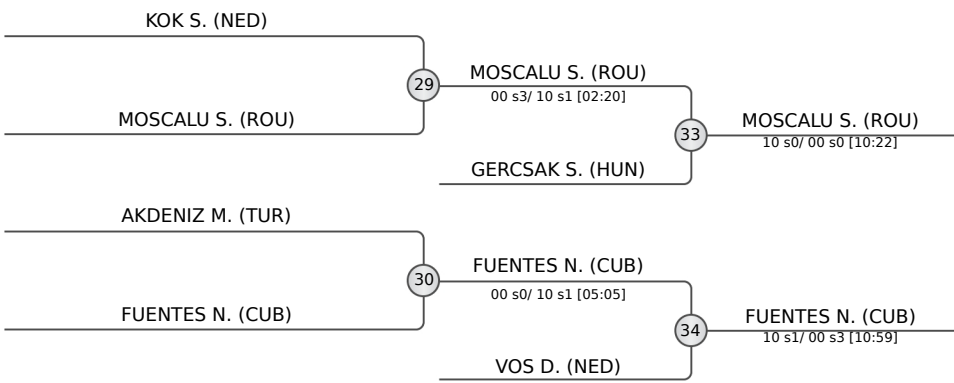 KOK S. (NED)
29
MOSCALU S. (ROU)
00 s3/ 10 s1 [02:20]
MOSCALU S. (ROU)
33
MOSCALU S. (ROU)
10 s0/ 00 s0 [10:22]
GERCSAK S. (HUN)
AKDENIZ M. (TUR)
30
FUENTES N. (CUB)
00 s0/ 10 s1 [05:05]
FUENTES N. (CUB)
34
FUENTES N. (CUB)
10 s1/ 00 s3 [10:59]
VOS D. (NED)